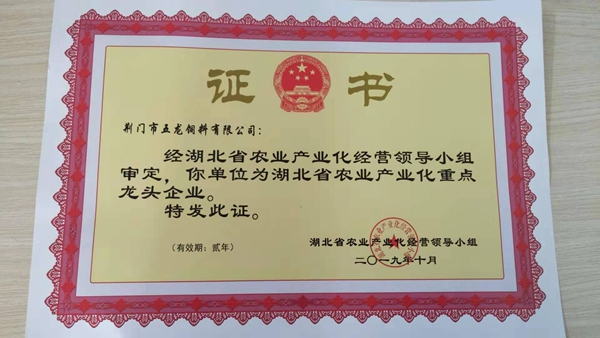 证书
荆门市五龙饲料有限公司：
经湖北省农业产业化经营领导小组
审定，你单位为湖北省农业产业化重点
龙头企业。
特发此证。
（有效期：贰年）
湖北省农业产业化经营领导小组
二〇一九年十月